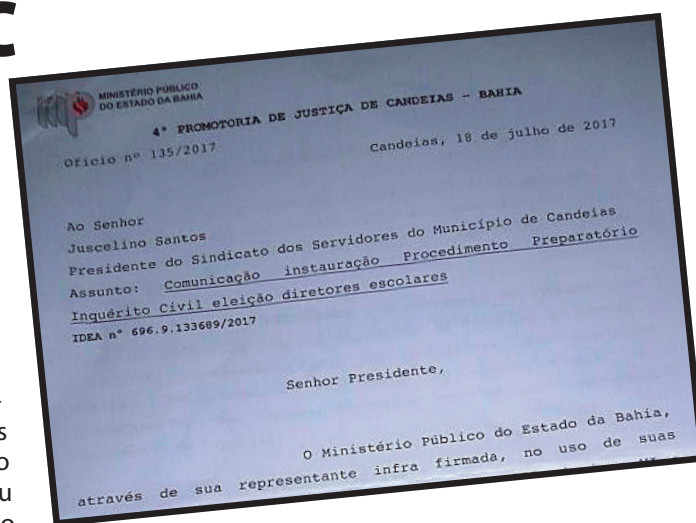 C
MINISTÉRIO PÚBLICO
DO ESTADO DA BAHIA
4ª PROMOTORIA DE JUSTIÇA DE CANDEIAS - BAHIA
Ofício nº 135/2017
Candeias, 18 de julho de 2017
Ao Senhor
Juscelino Santos
Presidente do Sindicato dos Servidores do Município de Candeias
Assunto: Comunicação instauração Procedimento Preparatório
Inquérito Civil eleição diretores escolares
IDEA nº 696.9.133689/2017
Senhor Presidente,
O Ministério Público do Estado da Bahia,
através de sua representante infra firmada, no uso de suas
s
o
u